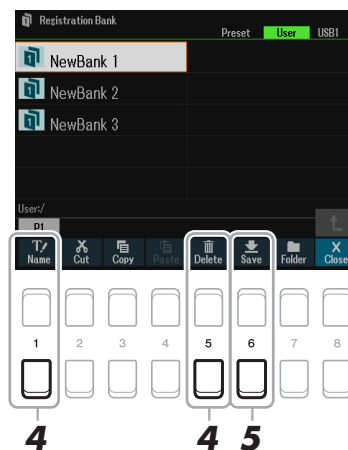 Registration Bank
Preset User USB1
NewBank 1
NewBank 2
NewBank 3
User:/
P1
Name Cut Copy Paste Delete Save Folder Close
1 2 3 4 5 6 7 8
4 4 5